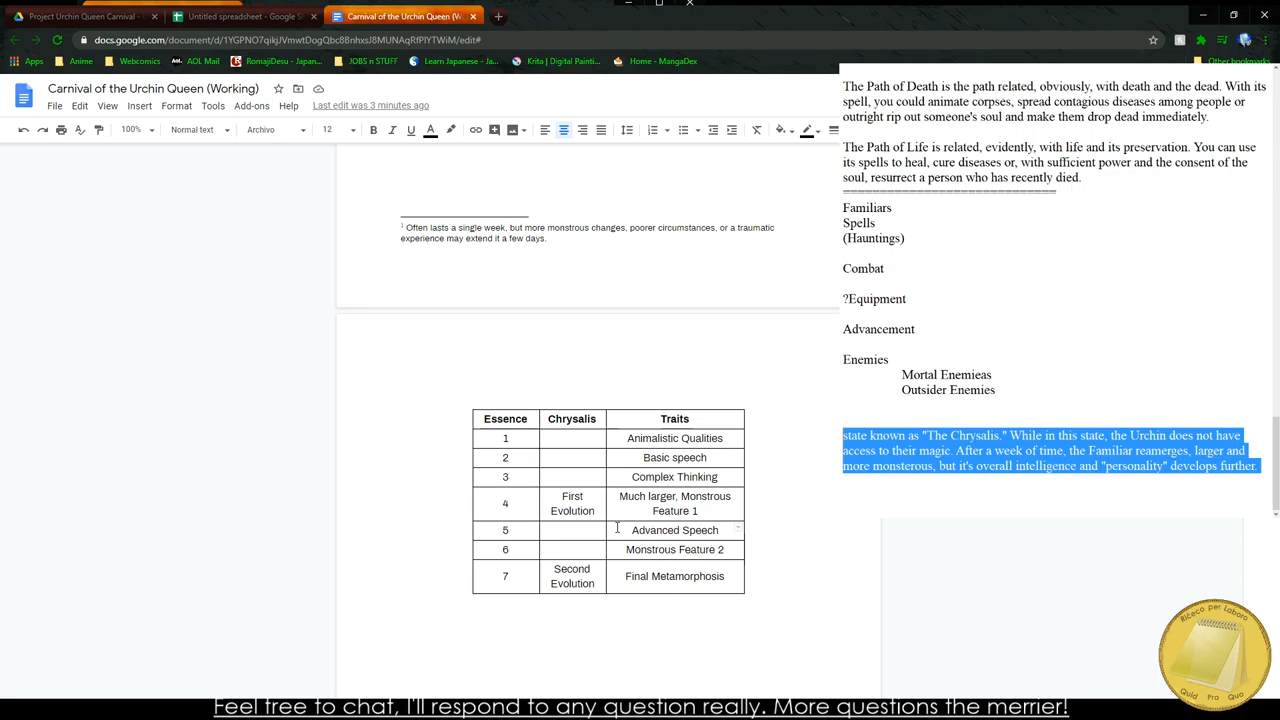 Project Urchin Queen Carnival -
Untitled spreadsheet - Google S
Carnival of the Urchin Queen (W
docs.google.com/document/d/1YGPNO7qikjJVmwtDogQbc8BnhxsJ8MUNAqRfPlYTWiM/edit#
Apps
Anime
Webcomics
AOL Mail
RomajiDesu - Japan...
JOBS n STUFF
Learn Japanese - Ja...
Krita | Digital Painti...
Home - MangaDex
Other bookmarks
Carnival of the Urchin Queen (Working)
File Edit View Insert Format Tools Add-ons Help Last edit was 3 minutes ago
100% Normal text Archivo 12
1 Often lasts a single week, but more monstrous changes, poorer circumstances, or a traumatic
experience may extend it a few days.
Essence Chrysalis Traits
1 Animalistic Qualities
2 Basic speech
3 Complex Thinking
4 First Evolution Much larger, Monstrous Feature 1
5 Advanced Speech
6 Monstrous Feature 2
7 Second Evolution Final Metamorphosis
The Path of Death is the path related, obviously, with death and the dead. With its
spell, you could animate corpses, spread contagious diseases among people or
outright rip out someone's soul and make them drop dead immediately.
The Path of Life is related, evidently, with life and its preservation. You can use
its spells to heal, cure diseases or, with sufficient power and the consent of the
soul, resurrect a person who has recently died.
=============================
Familiars
Spells
(Hauntings)
Combat
?Equipment
Advancement
Enemies
Mortal Enemieas
Outsider Enemies
state known as "The Chrysalis." While in this state, the Urchin does not have
access to their magic. After a week of time, the Familiar reamerges, larger and
more monsterous, but it's overall intelligence and "personality" develops further.
Riceco per Laboro
Quid Pro Quo
Feel free to chat, I'll respond to any question really. More questions the merrier!